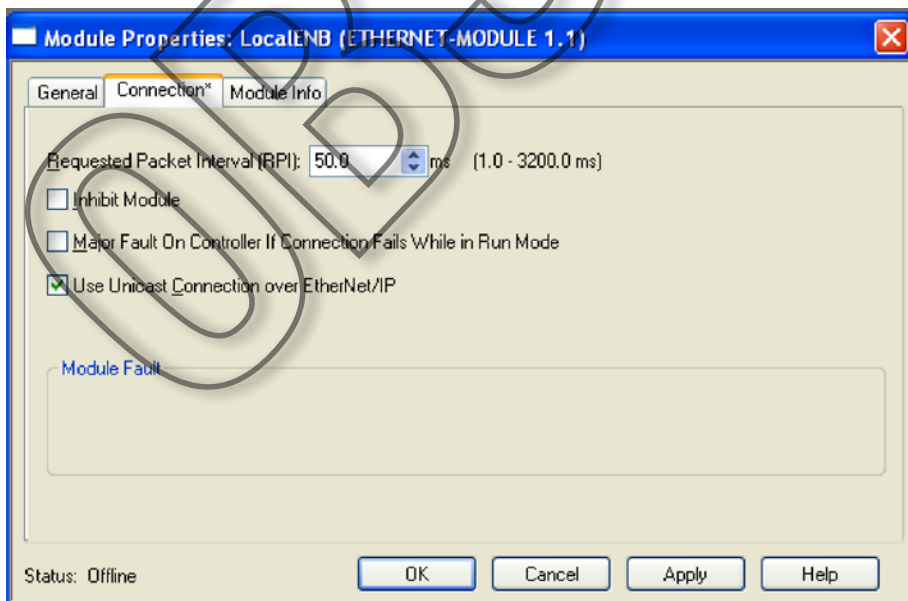 Module Properties: LocalENB (ETHERNET-MODULE 1.1)
General Connection* Module Info
Requested Packet Interval (RPI): 50.0 ms (1.0 - 3200.0 ms)
Inhibit Module
Major Fault On Controller If Connection Fails While in Run Mode
Use Unicast Connection over EtherNet/IP
Module Fault
Status: Offline OK Cancel Apply Help